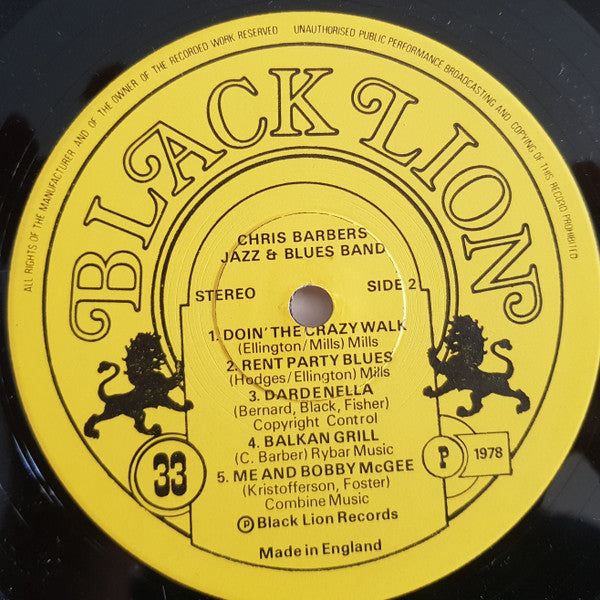 ALL RIGHTS OF THE MANUFACTURER AND OF THE OWNER OF THE RECORDED WORK RESERVED
UNAUTHORISED PUBLIC PERFORMANCE BROADCASTING AND COPYING OF THIS RECORD PROHIBITED
BLACK LION
CHRIS BARBERS
JAZZ & BLUES BAND
STEREO SIDE 2
1. DOIN' THE CRAZY WALK
(Ellington/Mills) Mills
2. RENT PARTY BLUES
(Hodges/Ellington) Mills
3. DARDENELLA
(Bernard, Black, Fisher)
Copyright Control
4. BALKAN GRILL
(C. Barber) Rybar Music
5. ME AND BOBBY McGEE
(Kristofferson, Foster)
Combine Music
33
P 1978
Ⓟ Black Lion Records
Made in England